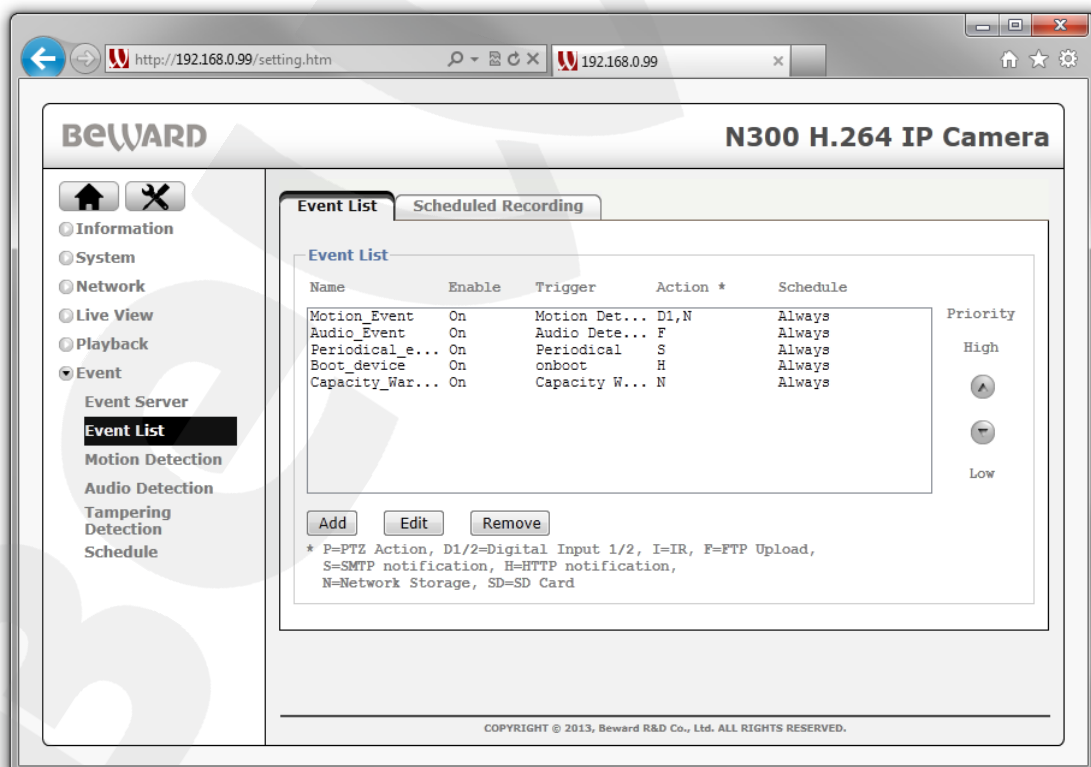 http://192.168.0.99/setting.htm
192.168.0.99
BEWARD
N300 H.264 IP Camera
Information
System
Network
Live View
Playback
Event
Event Server
Event List
Motion Detection
Audio Detection
Tampering
Detection
Schedule
Event List Scheduled Recording
Event List
Name Enable Trigger Action * Schedule
Motion_Event On Motion Det... D1,N Always
Audio_Event On Audio Dete... F Always
Periodical_e... On Periodical S Always
Boot_device On onboot H Always
Capacity_War... On Capacity W... N Always
Priority
High
Low
Add Edit Remove
* P=PTZ Action, D1/2=Digital Input 1/2, I=IR, F=FTP Upload,
S=SMTP notification, H=HTTP notification,
N=Network Storage, SD=SD Card
COPYRIGHT © 2013, Beward R&D Co., Ltd. ALL RIGHTS RESERVED.